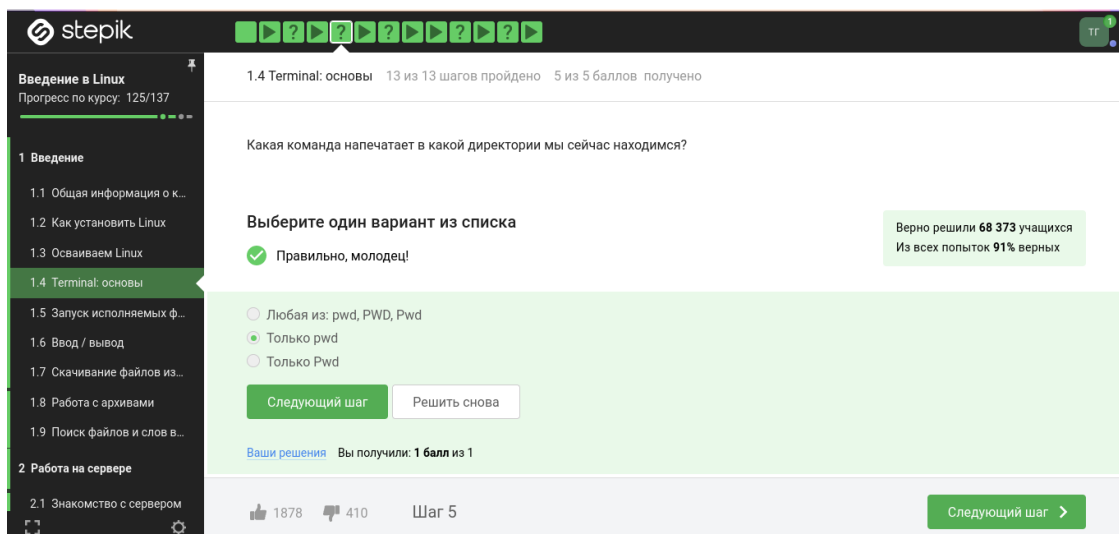 stepik
? ? ? ? ?
ТГ
1
Введение в Linux
Прогресс по курсу: 125/137
1 Введение
1.1 Общая информация о к...
1.2 Как установить Linux
1.3 Осваиваем Linux
1.4 Terminal: основы
1.5 Запуск исполняемых ф...
1.6 Ввод / вывод
1.7 Скачивание файлов из...
1.8 Работа с архивами
1.9 Поиск файлов и слов в...
2 Работа на сервере
2.1 Знакомство с сервером
1.4 Terminal: основы 13 из 13 шагов пройдено 5 из 5 баллов получено
Какая команда напечатает в какой директории мы сейчас находимся?
Выберите один вариант из списка
Правильно, молодец!
Верно решили 68 373 учащихся
Из всех попыток 91% верных
Любая из: pwd, PWD, Pwd
Только pwd
Только Pwd
Следующий шаг Решить снова
Ваши решения Вы получили: 1 балл из 1
1878 410 Шаг 5 Следующий шаг